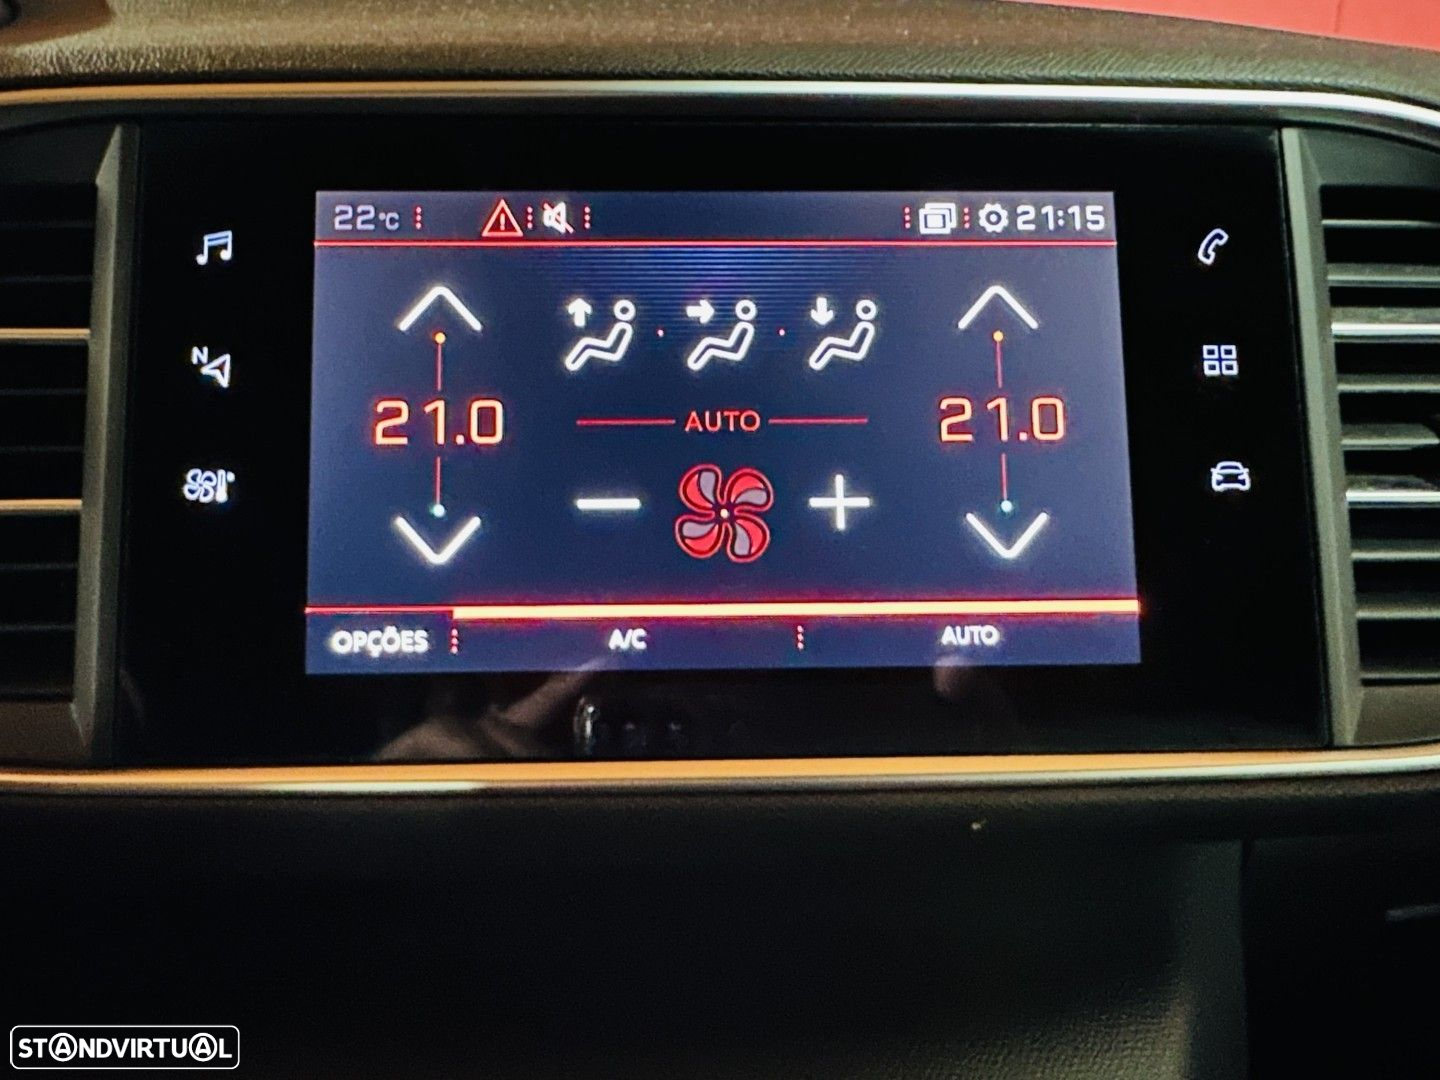 22°C 21:15
21.0 AUTO 21.0
N
OPÇÕES A/C AUTO
STANDVIRTUAL